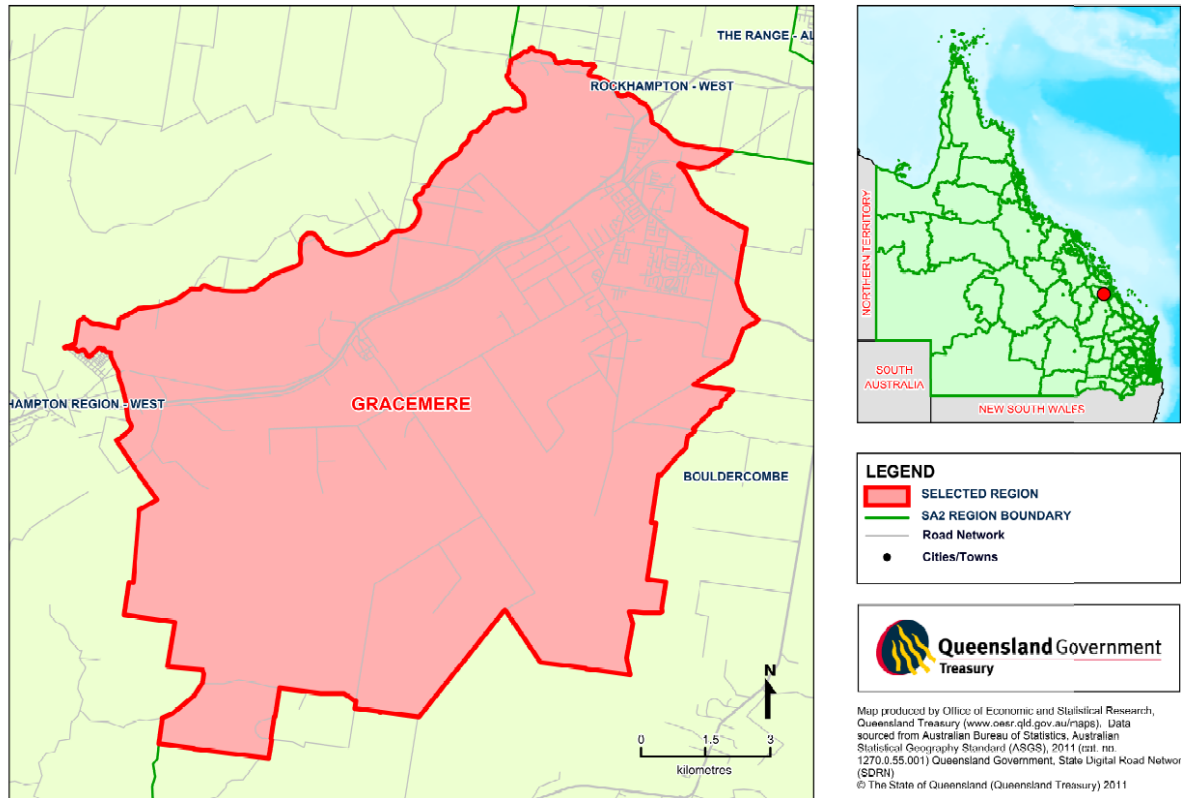 THE RANGE - AL
ROCKHAMPTON - WEST
HAMPTON REGION - WEST
GRACEMERE
BOULDERCOMBE
N
0 1.5 3
kilometres
NORTHERN TERRITORY
SOUTH
AUSTRALIA
NEW SOUTH WALES
LEGEND
SELECTED REGION
SA2 REGION BOUNDARY
Road Network
Cities/Towns
Queensland Government
Treasury
Map produced by Office of Economic and Statistical Research,
Queensland Treasury (www.oesr.qld.gov.au/maps). Data
sourced from Australian Bureau of Statistics, Australian
Statistical Geography Standard (ASGS), 2011 (cat. no.
1270.0.55.001) Queensland Government, State Digital Road Networ
(SDRN)
© The State of Queensland (Queensland Treasury) 2011